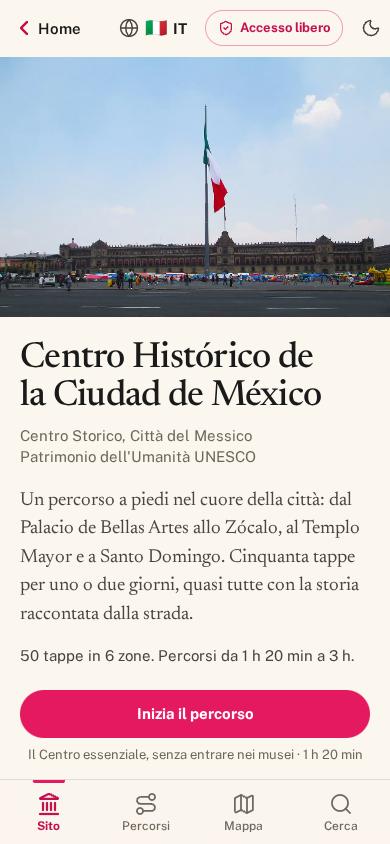 Home
IT
Accesso libero
Centro Histórico de
la Ciudad de México
Centro Storico, Città del Messico
Patrimonio dell'Umanità UNESCO
Un percorso a piedi nel cuore della città: dal
Palacio de Bellas Artes allo Zócalo, al Templo
Mayor e a Santo Domingo. Cinquanta tappe
per uno o due giorni, quasi tutte con la storia
raccontata dalla strada.
50 tappe in 6 zone. Percorsi da 1 h 20 min a 3 h.
Inizia il percorso
Il Centro essenziale, senza entrare nei musei · 1 h 20 min
Sito
Percorsi
Mappa
Cerca